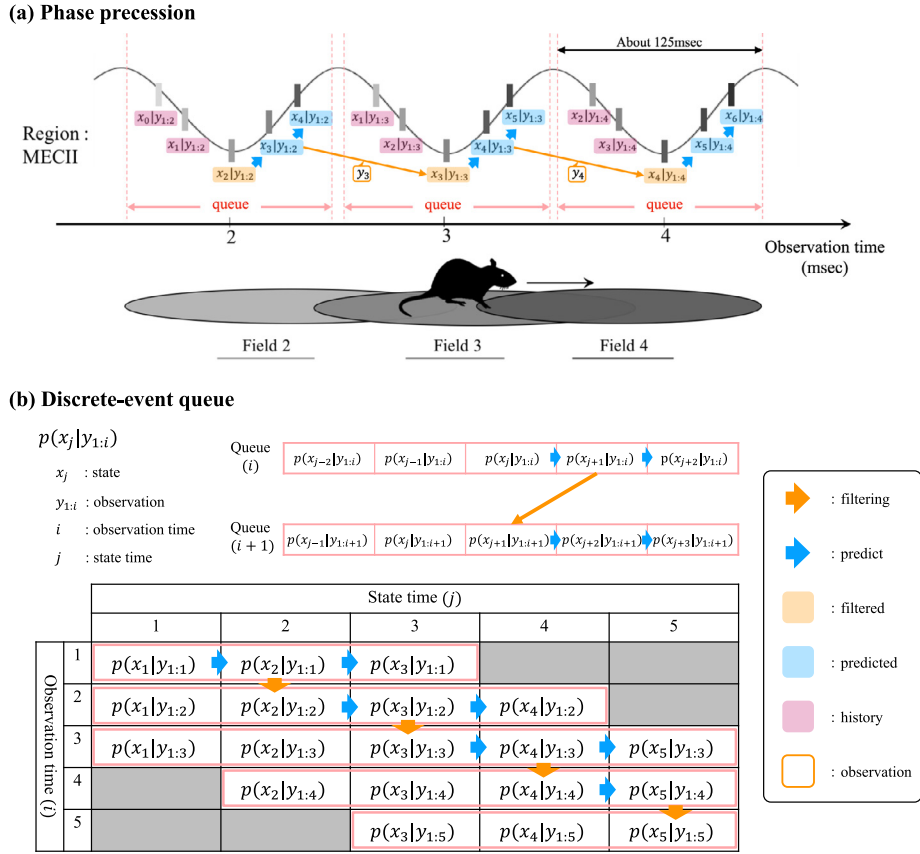 (a) Phase precession
About 125msec
Region :
MECII
x₀|y₁:₂
x₁|y₁:₂
x₂|y₁:₂
x₃|y₁:₂
x₄|y₁:₂
y₃
x₁|y₁:₃
x₂|y₁:₃
x₃|y₁:₃
x₄|y₁:₃
x₅|y₁:₃
y₄
x₂|y₁:₄
x₃|y₁:₄
x₄|y₁:₄
x₅|y₁:₄
x₆|y₁:₄
queue queue queue
2 3 4
Observation time
(msec)
Field 2 Field 3 Field 4
(b) Discrete-event queue
p(xⱼ|y₁:ᵢ)
xⱼ : state
y₁:ᵢ : observation
i : observation time
j : state time
Queue
(i)
p(xⱼ₋₂|y₁:ᵢ) p(xⱼ₋₁|y₁:ᵢ) p(xⱼ|y₁:ᵢ) p(xⱼ₊₁|y₁:ᵢ) p(xⱼ₊₂|y₁:ᵢ)
Queue
(i + 1)
p(xⱼ₋₁|y₁:ᵢ₊₁) p(xⱼ|y₁:ᵢ₊₁) p(xⱼ₊₁|y₁:ᵢ₊₁) p(xⱼ₊₂|y₁:ᵢ₊₁) p(xⱼ₊₃|y₁:ᵢ₊₁)
: filtering
: predict
: filtered
: predicted
: history
: observation
State time (j)
1 2 3 4 5
Observation time (i)
1 p(x₁|y₁:₁) p(x₂|y₁:₁) p(x₃|y₁:₁)
2 p(x₁|y₁:₂) p(x₂|y₁:₂) p(x₃|y₁:₂) p(x₄|y₁:₂)
3 p(x₁|y₁:₃) p(x₂|y₁:₃) p(x₃|y₁:₃) p(x₄|y₁:₃) p(x₅|y₁:₃)
4 p(x₂|y₁:₄) p(x₃|y₁:₄) p(x₄|y₁:₄) p(x₅|y₁:₄)
5 p(x₃|y₁:₅) p(x₄|y₁:₅) p(x₅|y₁:₅)